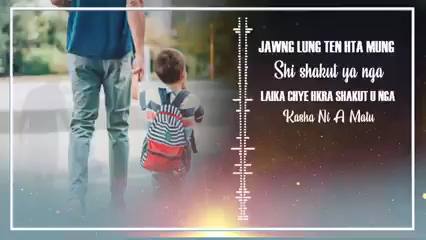 JAWNG LUNG TEN HTA MUNG
Shi shakut ya nga
LAIKA CHYE HKRA SHAKUT U NGA
Kasha Ni A Matu